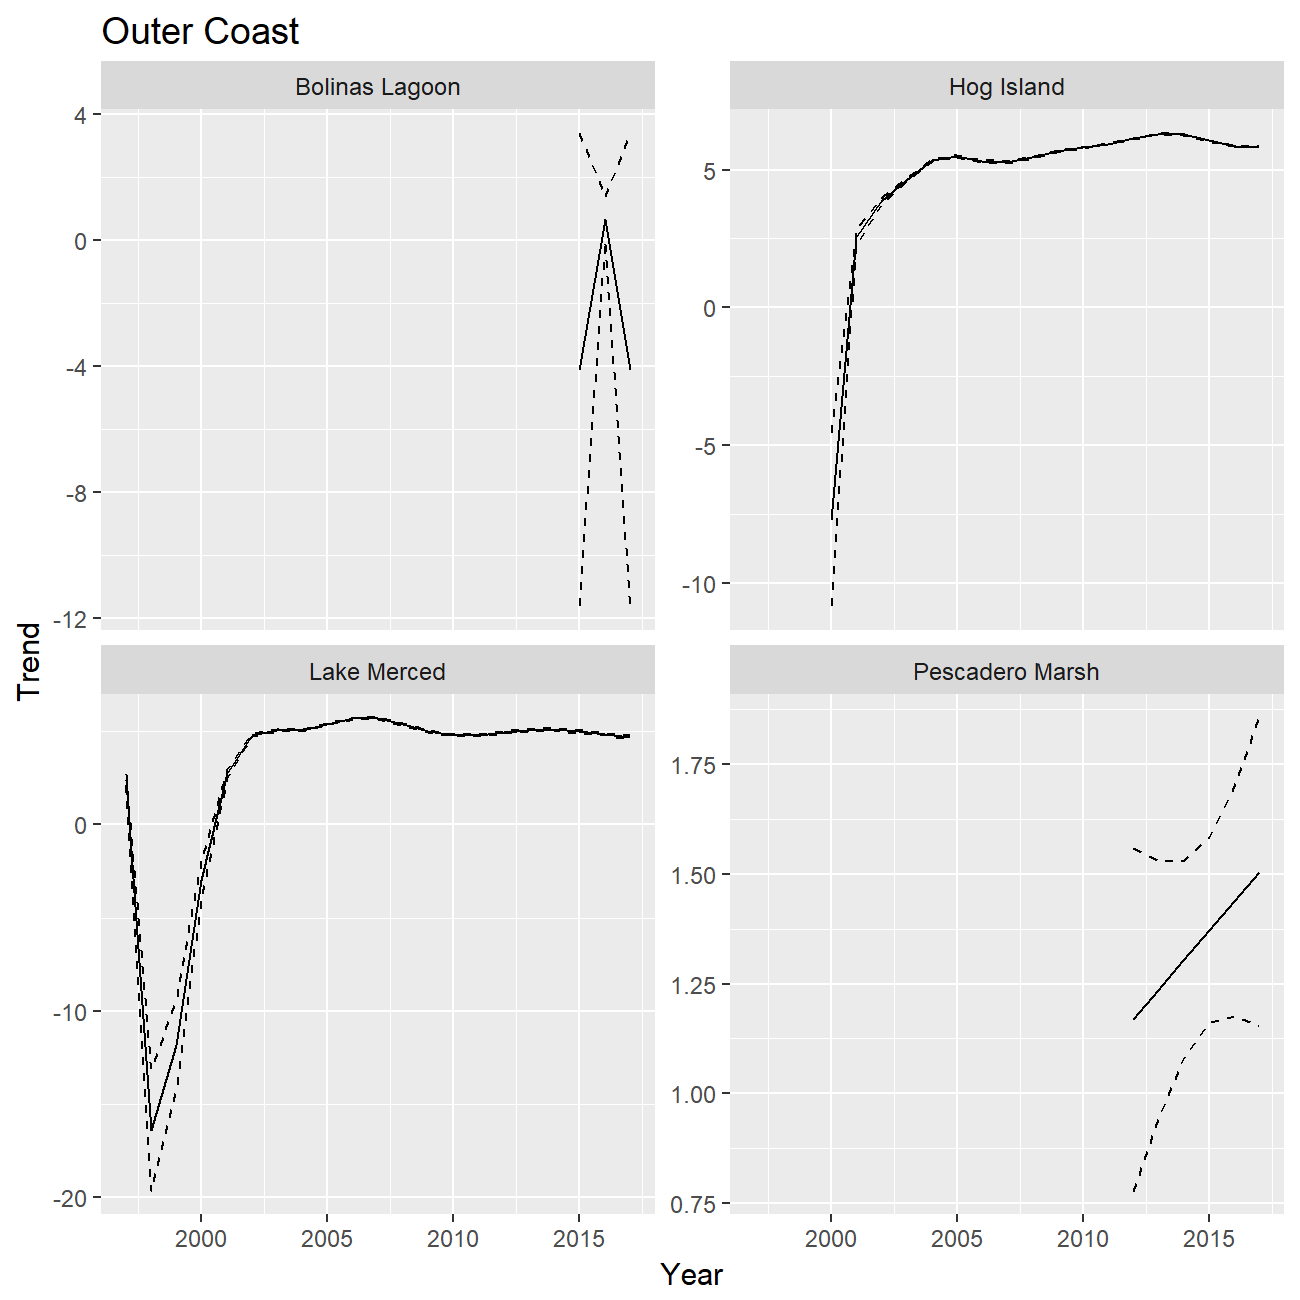 Outer Coast
Bolinas Lagoon
Hog Island
4
0
-4
-8
-12
5
0
-5
-10
Trend
Lake Merced
Pescadero Marsh
0
-10
-20
1.75
1.50
1.25
1.00
0.75
2000 2005 2010 2015
2000 2005 2010 2015
Year